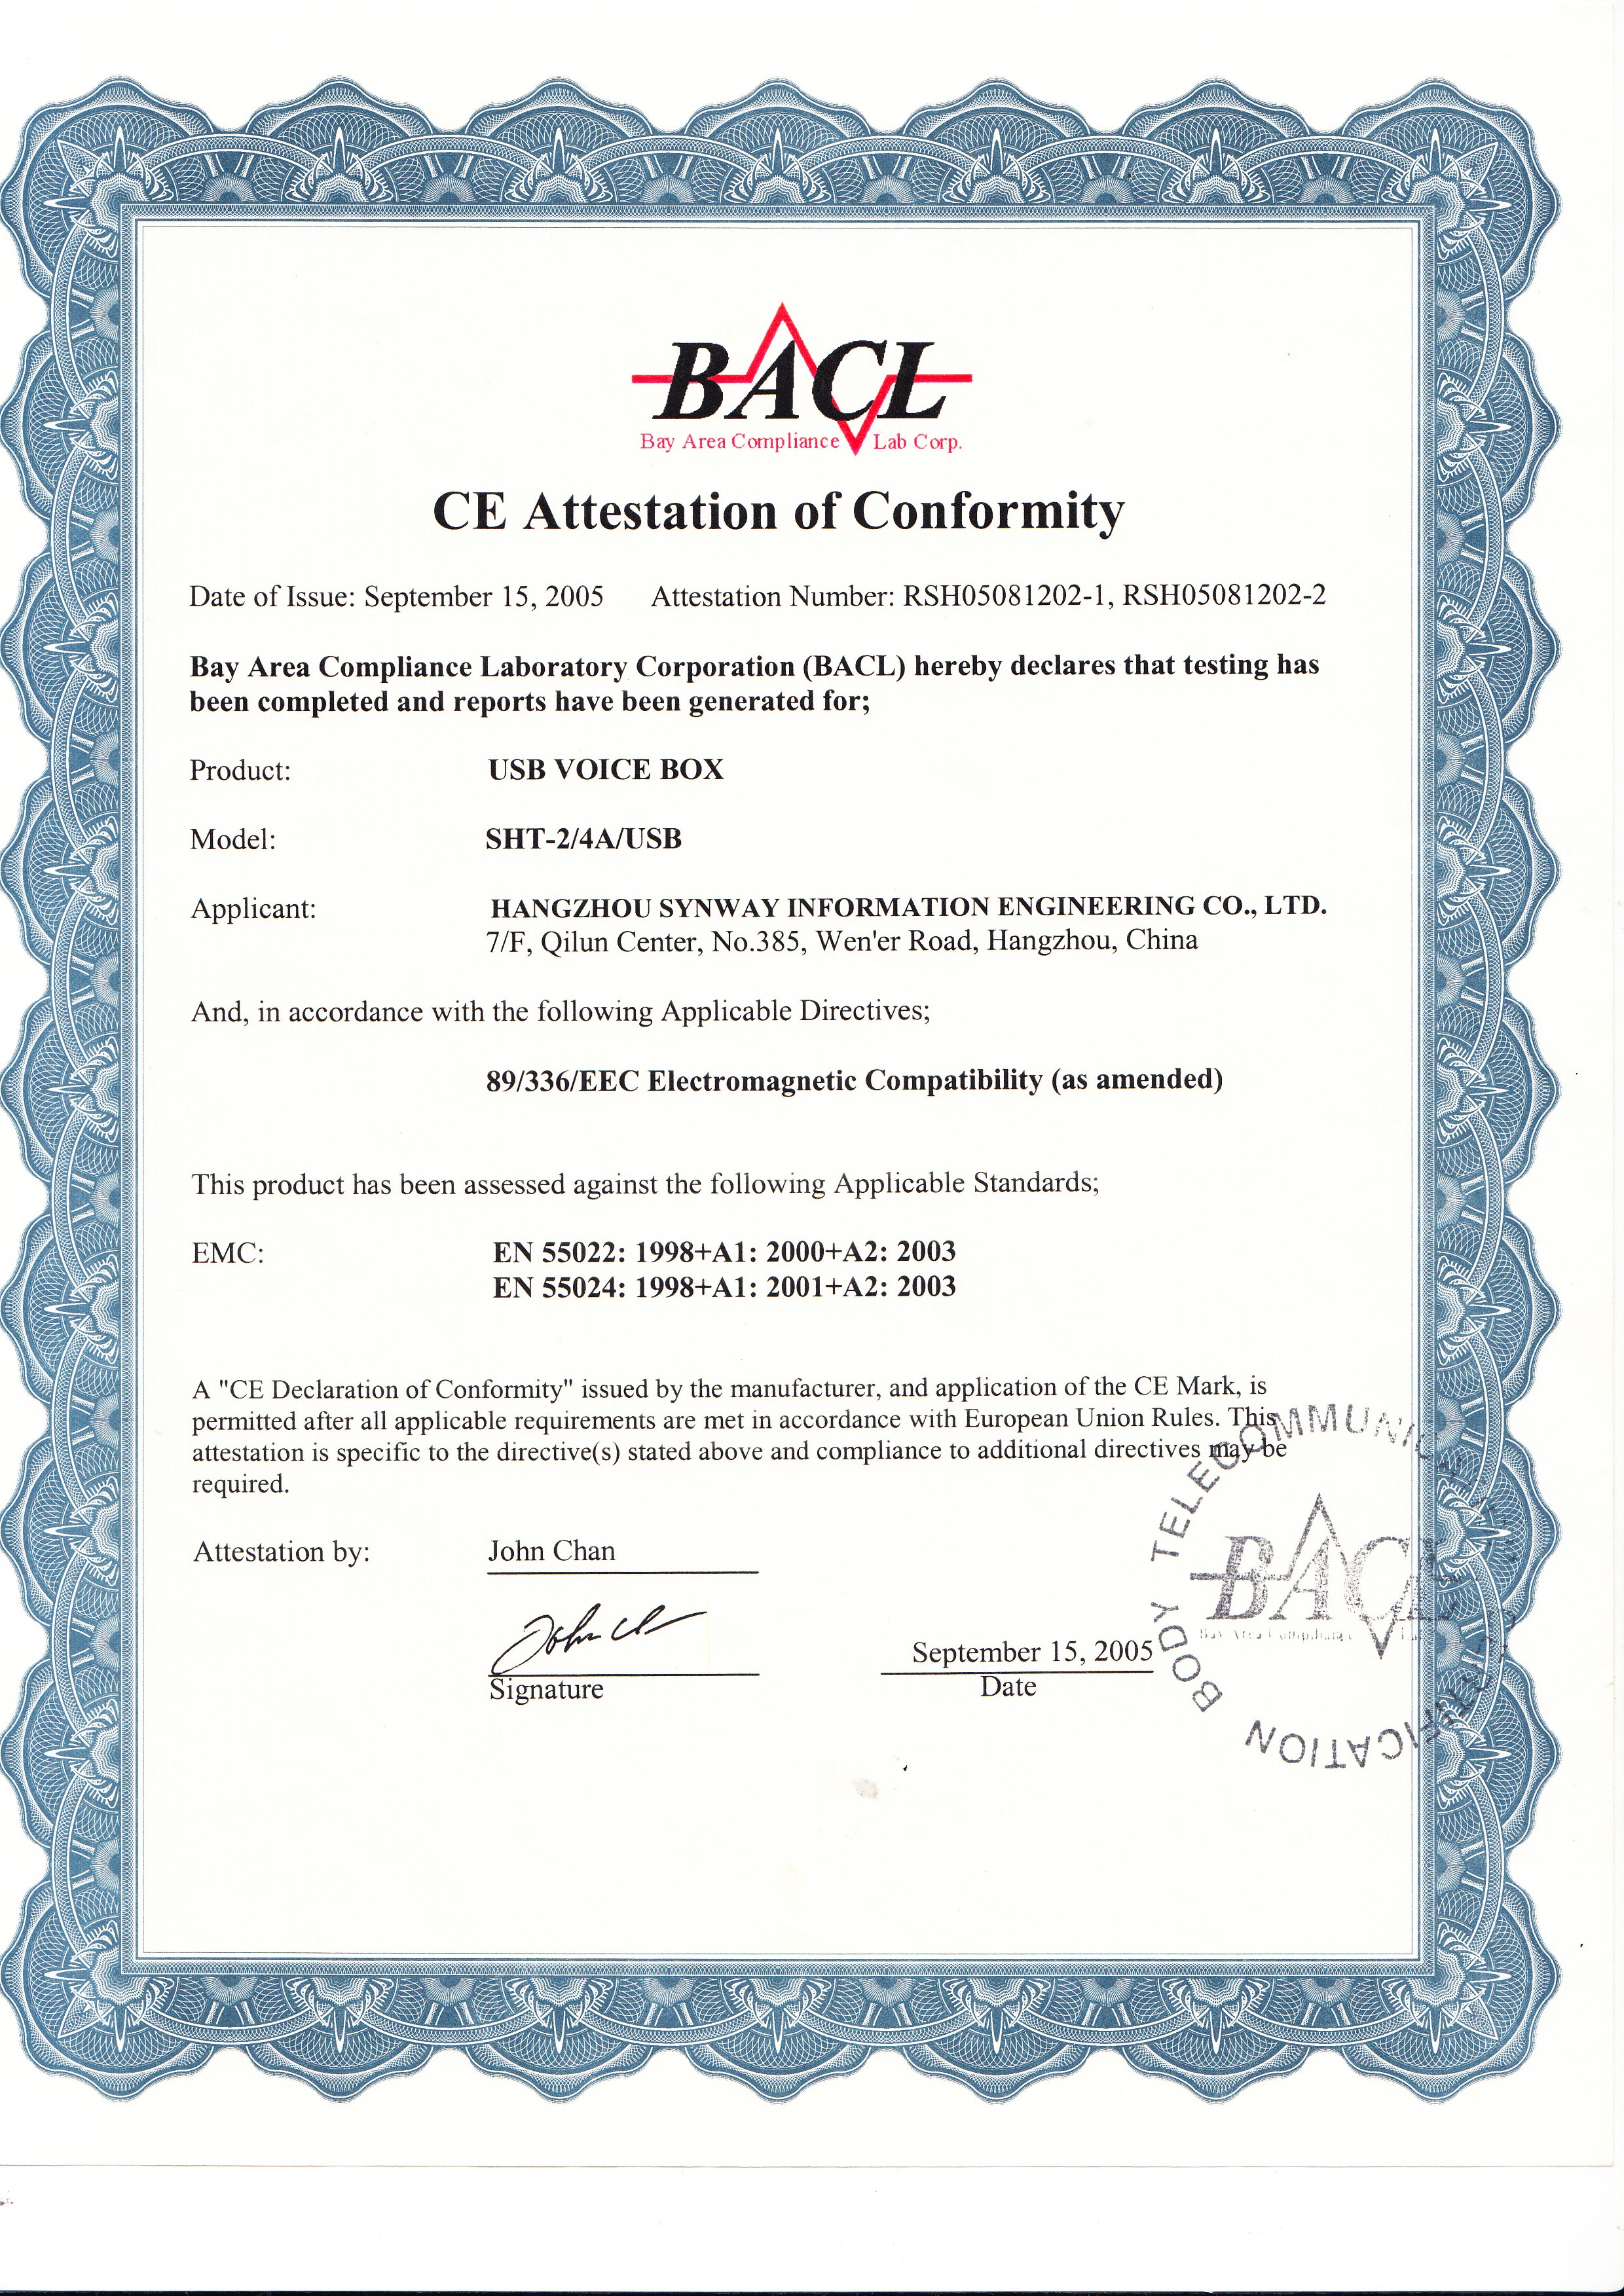 BACL
Bay Area Compliance Lab Corp.
CE Attestation of Conformity
Date of Issue: September 15, 2005 Attestation Number: RSH05081202-1, RSH05081202-2
Bay Area Compliance Laboratory Corporation (BACL) hereby declares that testing has
been completed and reports have been generated for;
Product: USB VOICE BOX
Model: SHT-2/4A/USB
Applicant: HANGZHOU SYNWAY INFORMATION ENGINEERING CO., LTD.
7/F, Qilun Center, No.385, Wen'er Road, Hangzhou, China
And, in accordance with the following Applicable Directives;
89/336/EEC Electromagnetic Compatibility (as amended)
This product has been assessed against the following Applicable Standards;
EMC: EN 55022: 1998+A1: 2000+A2: 2003
EN 55024: 1998+A1: 2001+A2: 2003
A "CE Declaration of Conformity" issued by the manufacturer, and application of the CE Mark, is
permitted after all applicable requirements are met in accordance with European Union Rules. This
attestation is specific to the directive(s) stated above and compliance to additional directives may be
required.
Attestation by: John Chan
September 15, 2005
Signature Date
BODY TELECOMMUNI
BACL
Bay Area Compliance